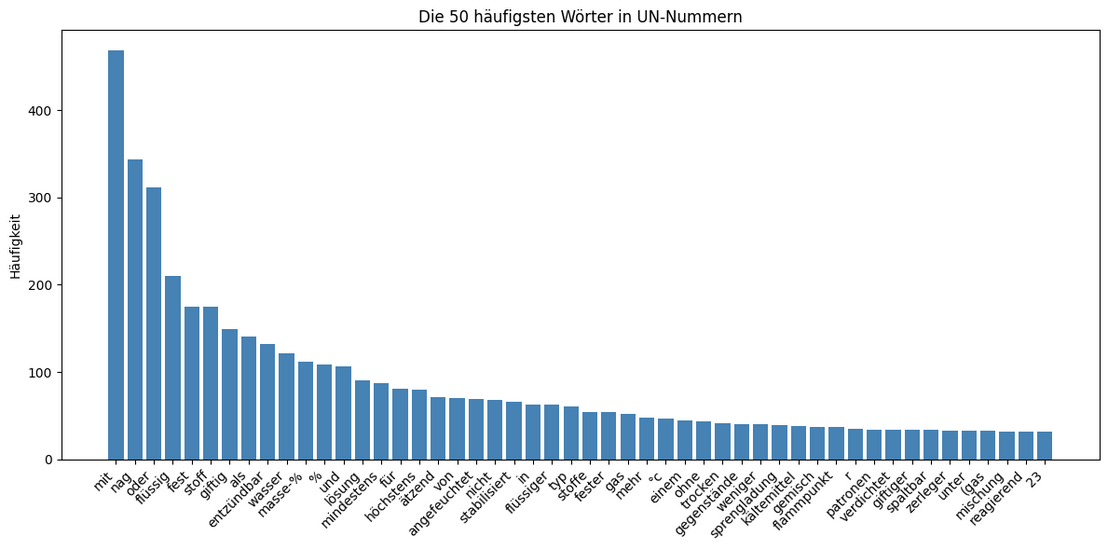 Die 50 häufigsten Wörter in UN-Nummern
Häufigkeit
400
300
200
100
0
mit
nag
oder
flüssig
fest
stoff
giftig
als
entzündbar
wasser
masse-%
%
und
lösung
mindestens
für
höchstens
ätzend
von
angefeuchtet
nicht
stabilisiert
in
flüssiger
typ
stoffe
fester
gas
mehr
°c
einem
ohne
trocken
gegenstände
weniger
sprengladung
kältemittel
gemisch
flammpunkt
r
patronen
verdichtet
giftiger
spaltbar
zerleger
unter
(gas
mischung
reagierend
23